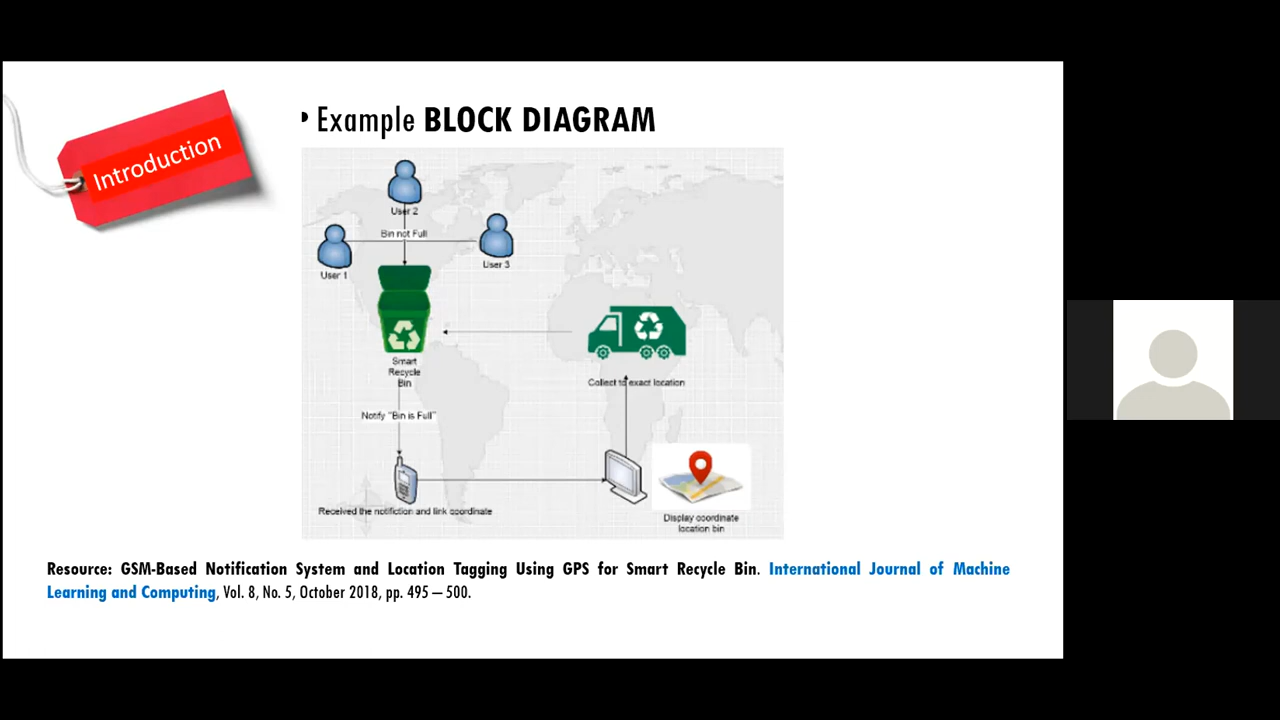 Introduction
• Example BLOCK DIAGRAM
User 2
Bin not Full
User 1
User 3
Smart
Recycle
Bin
Collect to exact location
Notify "Bin is Full"
Received the notifiction and link coordinate
Display coordinate
location bin
Resource: GSM-Based Notification System and Location Tagging Using GPS for Smart Recycle Bin. International Journal of Machine
Learning and Computing, Vol. 8, No. 5, October 2018, pp. 495 – 500.